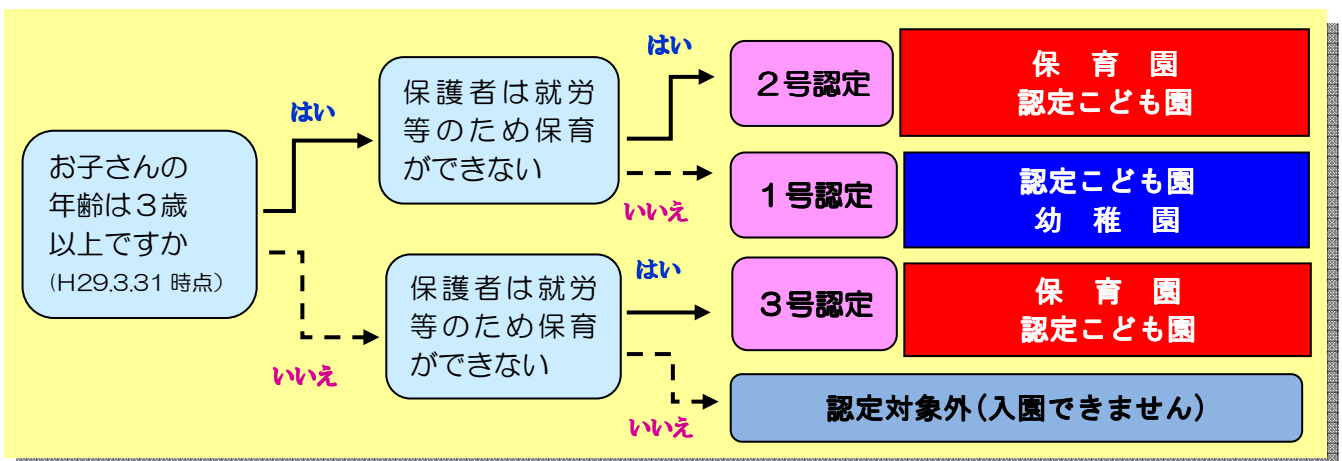 お子さんの
年齢は３歳
以上ですか
(H29.3.31 時点)
はい
保護者は就労
等のため保育
ができない
はい
２号認定
保　育　園
認定こども園
いいえ
１号認定
認定こども園
幼　稚　園
いいえ
保護者は就労
等のため保育
ができない
はい
３号認定
保　育　園
認定こども園
いいえ
認定対象外(入園できません)